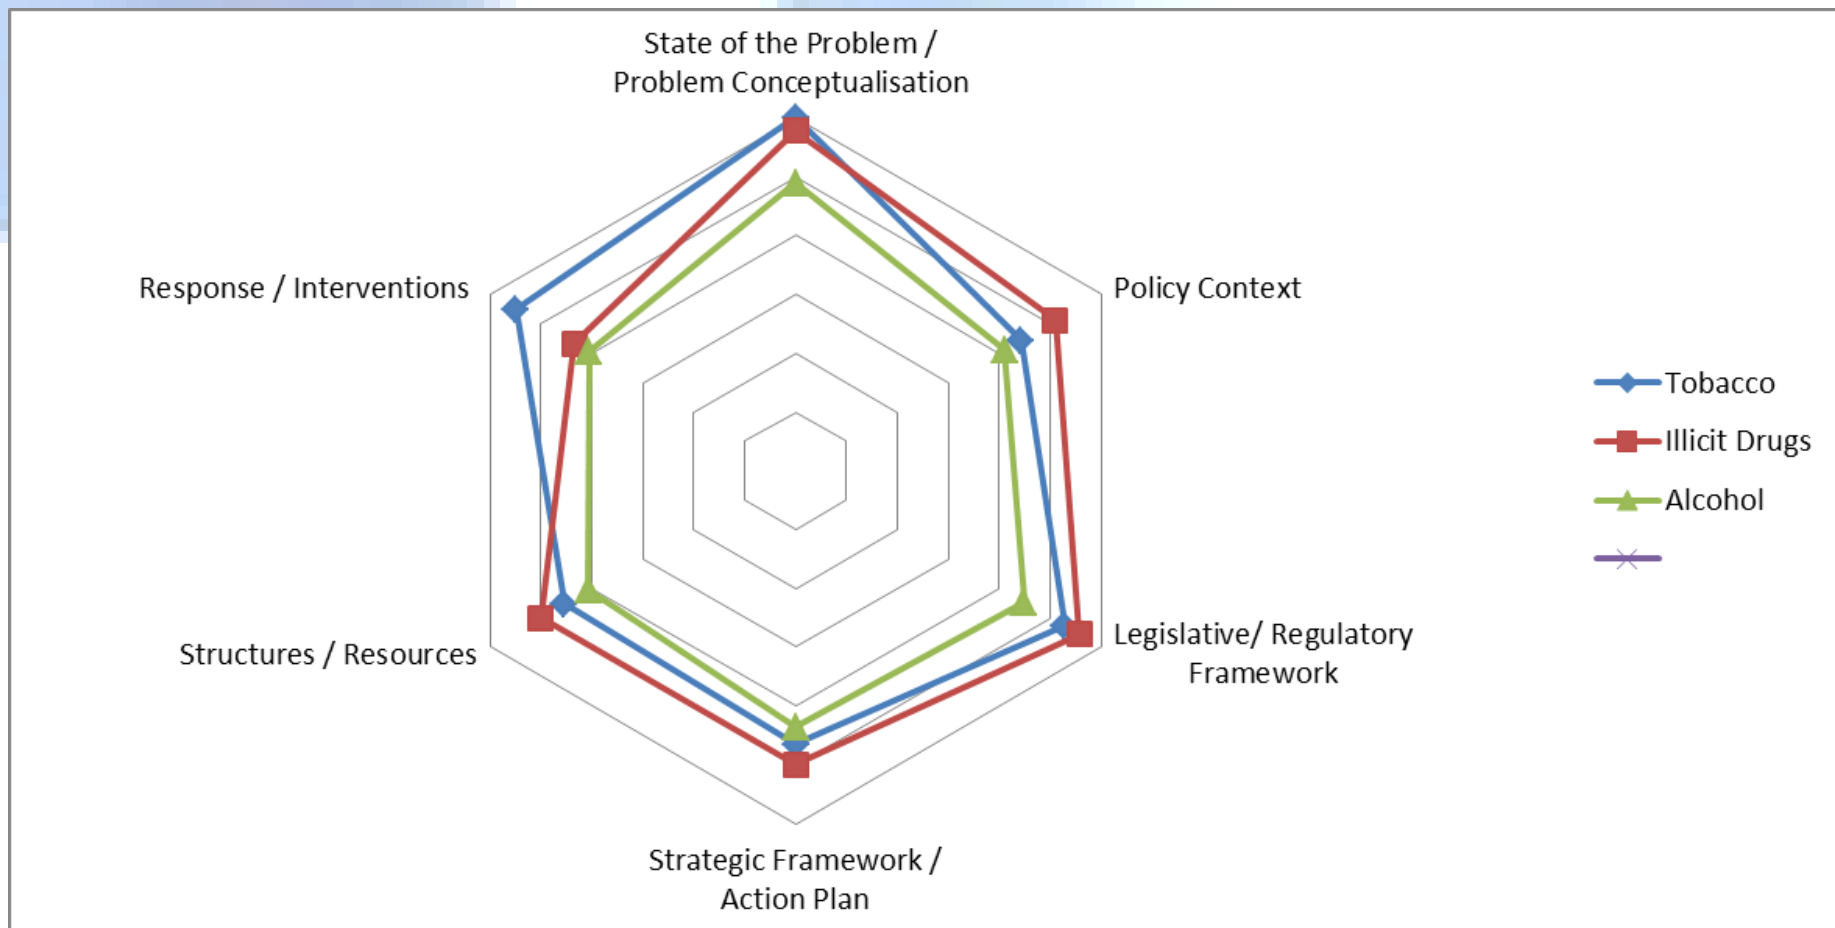 State of the Problem /
Problem Conceptualisation
Policy Context
Legislative/ Regulatory
Framework
Strategic Framework /
Action Plan
Structures / Resources
Response / Interventions
Tobacco
Illicit Drugs
Alcohol